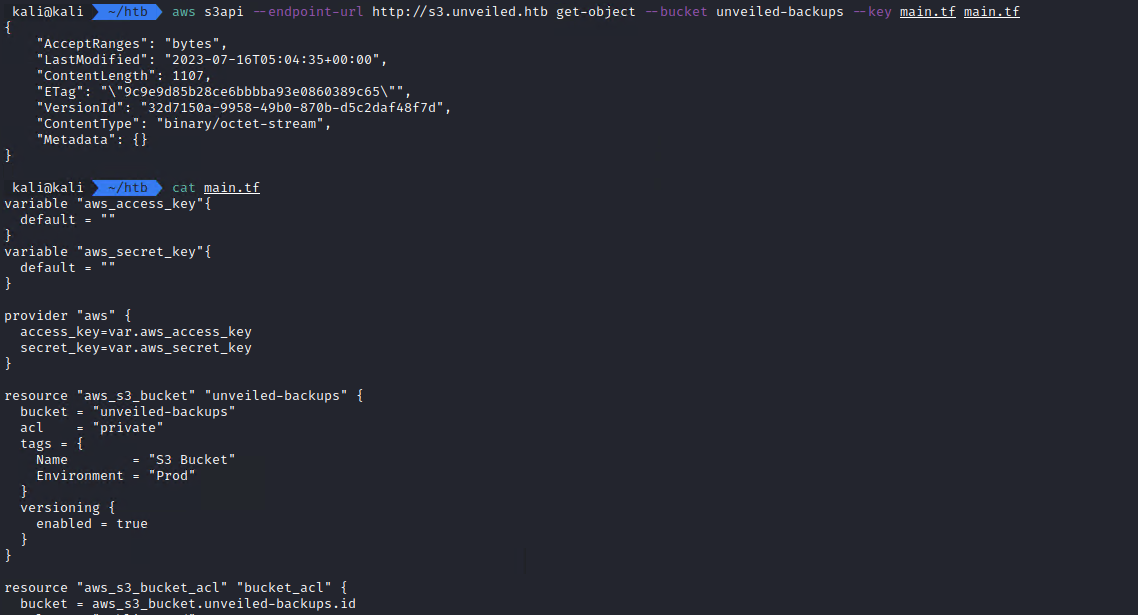 kali@kali ~/htb aws s3api --endpoint-url http://s3.unveiled.htb get-object --bucket unveiled-backups --key main.tf main.tf
{
    "AcceptRanges": "bytes",
    "LastModified": "2023-07-16T05:04:35+00:00",
    "ContentLength": 1107,
    "ETag": "\"9c9e9d85b28ce6bbbba93e0860389c65\"",
    "VersionId": "32d7150a-9958-49b0-870b-d5c2daf48f7d",
    "ContentType": "binary/octet-stream",
    "Metadata": {}
}
kali@kali ~/htb cat main.tf
variable "aws_access_key"{
  default = ""
}
variable "aws_secret_key"{
  default = ""
}
provider "aws" {
  access_key=var.aws_access_key
  secret_key=var.aws_secret_key
}
resource "aws_s3_bucket" "unveiled-backups" {
  bucket = "unveiled-backups"
  acl    = "private"
  tags = {
    Name        = "S3 Bucket"
    Environment = "Prod"
  }
  versioning {
    enabled = true
  }
}
resource "aws_s3_bucket_acl" "bucket_acl" {
  bucket = aws_s3_bucket.unveiled-backups.id